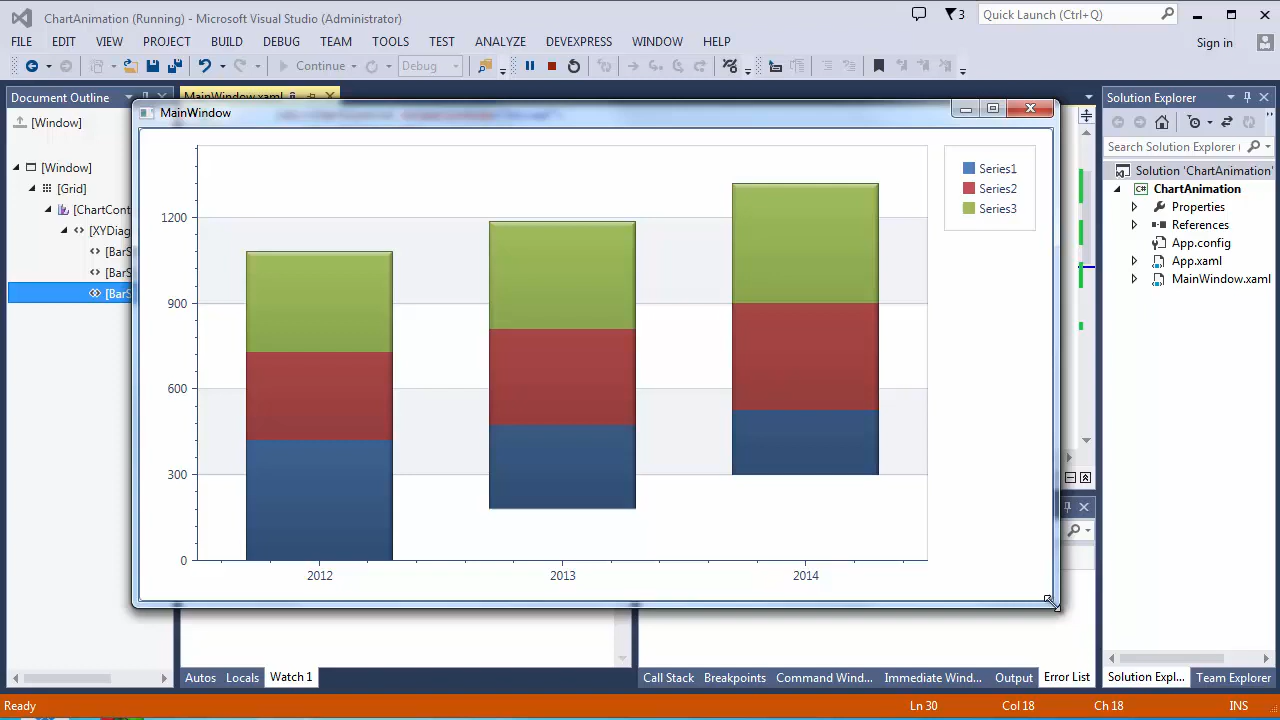 ChartAnimation (Running) - Microsoft Visual Studio (Administrator)
3
Quick Launch (Ctrl+Q)
FILE EDIT VIEW PROJECT BUILD DEBUG TEAM TOOLS TEST ANALYZE DEVEXPRESS WINDOW HELP
Sign in
Continue
Debug
Document Outline
MainWindow.xaml
Solution Explorer
[Window]
MainWindow
Search Solution Explorer (
[Window]
[Grid]
[ChartCont
[XYDiag
[BarS
[BarS
[BarS
Solution 'ChartAnimation'
ChartAnimation
Properties
References
App.config
App.xaml
MainWindow.xaml
Series1
Series2
Series3
1200
900
600
300
0
2012 2013 2014
Autos Locals Watch 1
Call Stack Breakpoints Command Wind... Immediate Wind... Output Error List
Solution Expl... Team Explorer
Ready
Ln 30 Col 18 Ch 18 INS